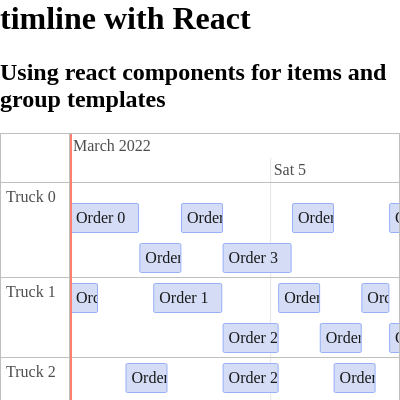 timline with React
Using react components for items and
group templates
March 2022
Sat 5
Truck 0
Order 0
Order
Order
Order
Order 3
Truck 1
Order 1
Order
Order 2
Order
Truck 2
Order
Order 2
Order